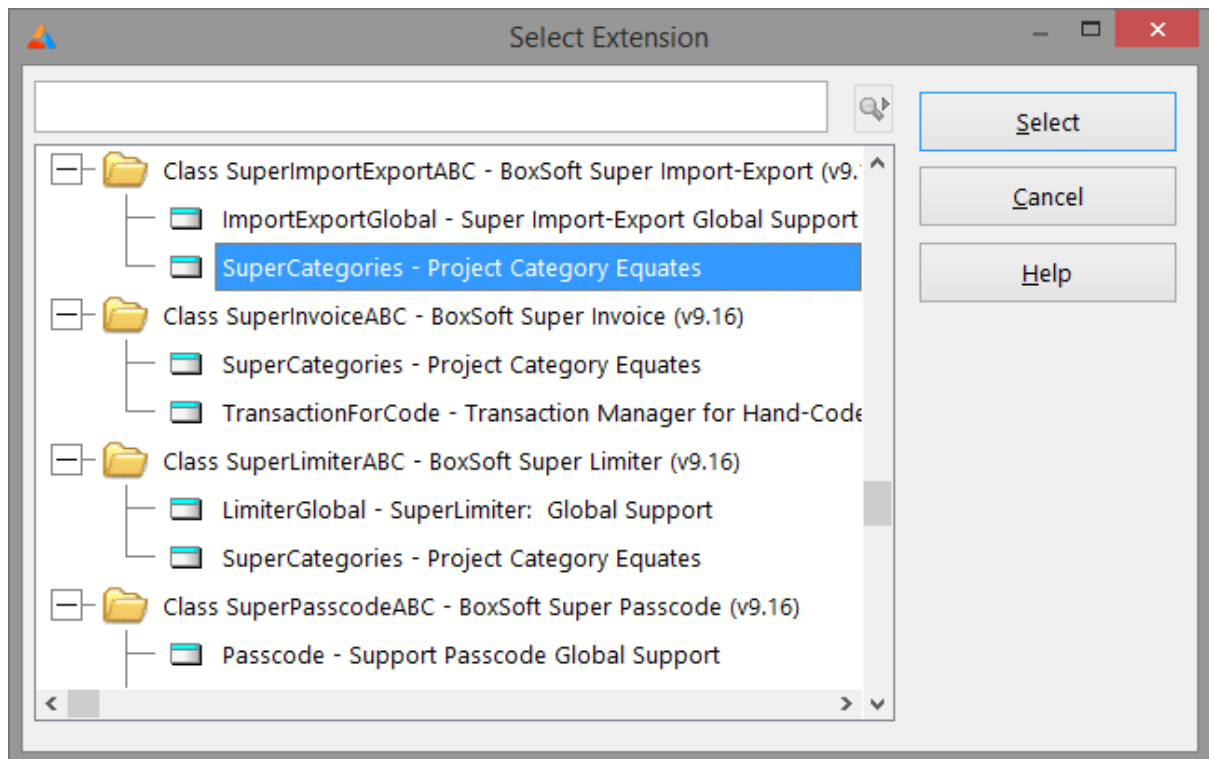 Select Extension
Select
Cancel
Help
Class SuperImportExportABC - BoxSoft Super Import-Export (v9.
ImportExportGlobal - Super Import-Export Global Support
SuperCategories - Project Category Equates
Class SuperInvoiceABC - BoxSoft Super Invoice (v9.16)
SuperCategories - Project Category Equates
TransactionForCode - Transaction Manager for Hand-Code
Class SuperLimiterABC - BoxSoft Super Limiter (v9.16)
LimiterGlobal - SuperLimiter:  Global Support
SuperCategories - Project Category Equates
Class SuperPasscodeABC - BoxSoft Super Passcode (v9.16)
Passcode - Support Passcode Global Support